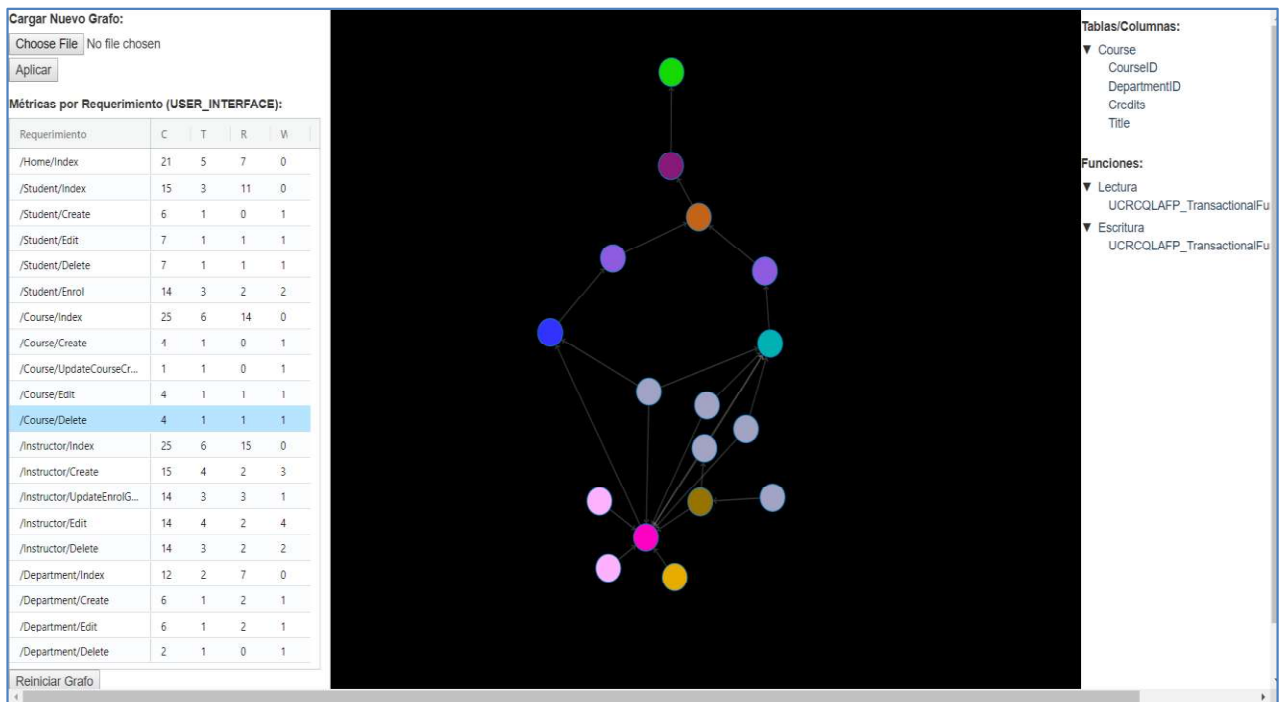 Cargar Nuevo Grafo:
Choose File No file chosen
Aplicar
Métricas por Requerimiento (USER_INTERFACE):
Requerimiento C T R W
/Home/Index 21 5 7 0
/Student/Index 15 3 11 0
/Student/Create 6 1 0 1
/Student/Edit 7 1 1 1
/Student/Delete 7 1 1 1
/Student/Enrol 14 3 2 2
/Course/Index 25 6 14 0
/Course/Create 4 1 0 1
/Course/UpdateCourseCr... 1 1 0 1
/Course/Edit 4 1 1 1
/Course/Delete 4 1 1 1
/Instructor/Index 25 6 15 0
/Instructor/Create 15 4 2 3
/Instructor/UpdateEnrolG... 14 3 3 1
/Instructor/Edit 14 4 2 4
/Instructor/Delete 14 3 2 2
/Department/Index 12 2 7 0
/Department/Create 6 1 2 1
/Department/Edit 6 1 2 1
/Department/Delete 2 1 0 1
Reiniciar Grafo
Tablas/Columnas:
▼ Course
CourseID
DepartmentID
Credits
Title
Funciones:
▼ Lectura
UCRCQLAFP_TransactionalFu
▼ Escritura
UCRCQLAFP_TransactionalFu